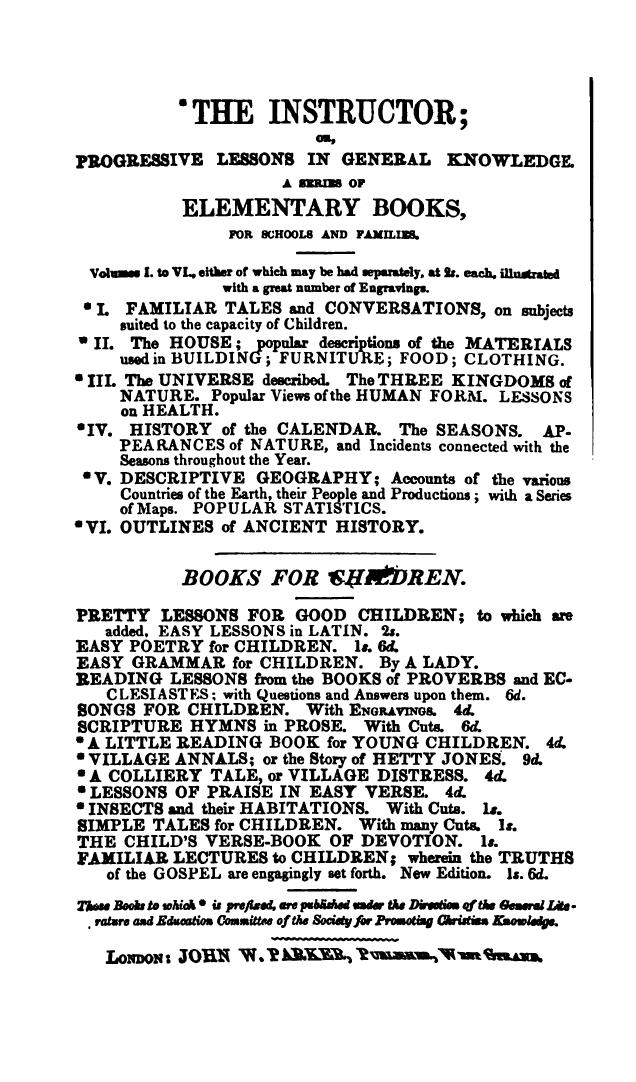 *THE INSTRUCTOR;
OR,
PROGRESSIVE LESSONS IN GENERAL KNOWLEDGE.
A SERIES OF
ELEMENTARY BOOKS,
FOR SCHOOLS AND FAMILIES.
Volumes I. to VI., either of which may be had separately, at 2s. each, illustrated
with a great number of Engravings.
* I. FAMILIAR TALES and CONVERSATIONS, on subjects
suited to the capacity of Children.
* II. The HOUSE; popular descriptions of the MATERIALS
used in BUILDING; FURNITURE; FOOD; CLOTHING.
* III. The UNIVERSE described. The THREE KINGDOMS of
NATURE. Popular Views of the HUMAN FORM. LESSONS
on HEALTH.
*IV. HISTORY of the CALENDAR. The SEASONS. AP-
PEARANCES of NATURE, and Incidents connected with the
Seasons throughout the Year.
* V. DESCRIPTIVE GEOGRAPHY; Accounts of the various
Countries of the Earth, their People and Productions; with a Series
of Maps. POPULAR STATISTICS.
*VI. OUTLINES of ANCIENT HISTORY.
BOOKS FOR CHILDREN.
PRETTY LESSONS FOR GOOD CHILDREN; to which are
added, EASY LESSONS in LATIN. 2s.
EASY POETRY for CHILDREN. 1s. 6d.
EASY GRAMMAR for CHILDREN. By A LADY.
READING LESSONS from the BOOKS of PROVERBS and EC-
CLESIASTES; with Questions and Answers upon them. 6d.
SONGS FOR CHILDREN. With ENGRAVINGS. 4d.
SCRIPTURE HYMNS in PROSE. With Cuts. 6d.
* A LITTLE READING BOOK for YOUNG CHILDREN. 4d.
* VILLAGE ANNALS; or the Story of HETTY JONES. 9d.
* A COLLIERY TALE, or VILLAGE DISTRESS. 4d.
* LESSONS OF PRAISE IN EASY VERSE. 4d.
* INSECTS and their HABITATIONS. With Cuts. 1s.
SIMPLE TALES for CHILDREN. With many Cuts. 1s.
THE CHILD'S VERSE-BOOK OF DEVOTION. 1s.
FAMILIAR LECTURES to CHILDREN; wherein the TRUTHS
of the GOSPEL are engagingly set forth. New Edition. 1s. 6d.
Those Books to which * is prefixed, are published under the Direction of the General Lite-
rature and Education Committee of the Society for Promoting Christian Knowledge.
LONDON: JOHN W. PARKER, PUBLISHER, WEST STRAND.